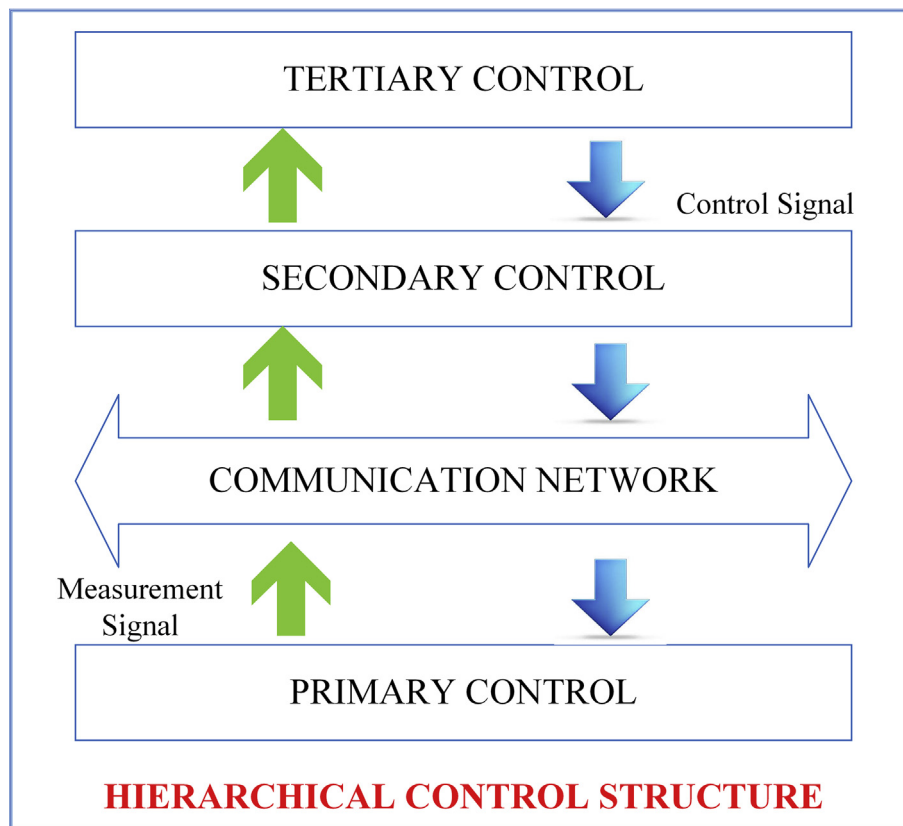 TERTIARY CONTROL
Control Signal
SECONDARY CONTROL
COMMUNICATION NETWORK
Measurement
Signal
PRIMARY CONTROL
HIERARCHICAL CONTROL STRUCTURE